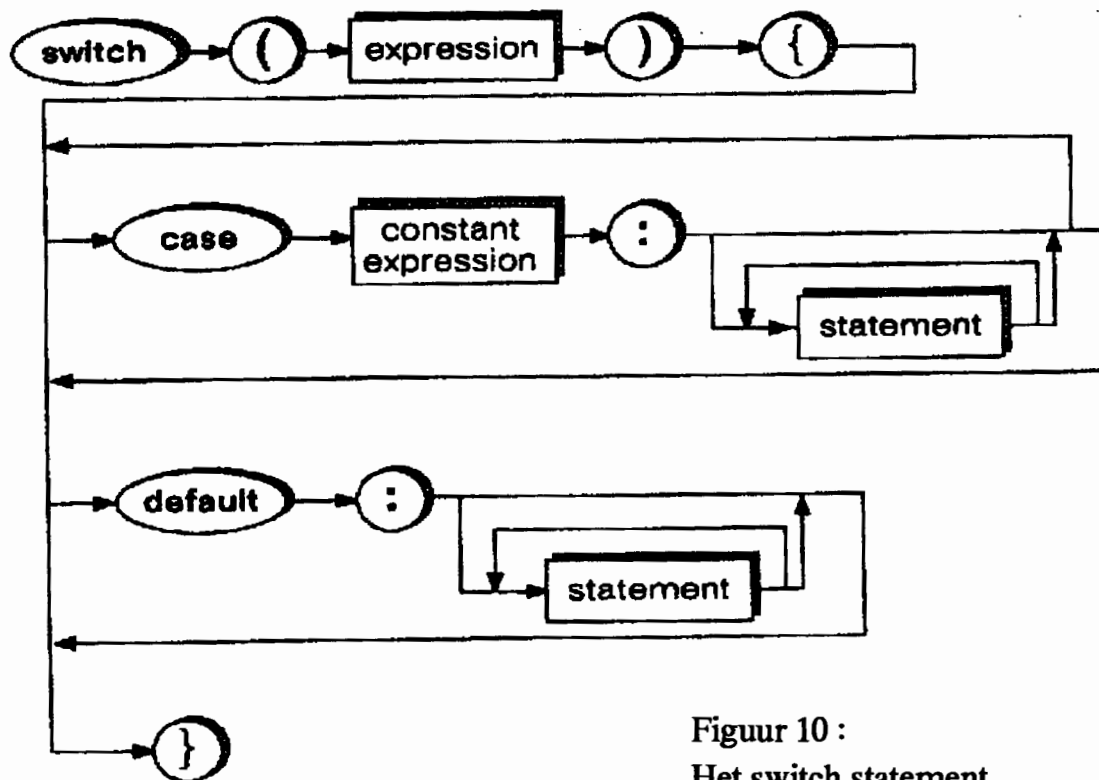 switch ( expression ) {
case constant expression :
statement
default :
statement
}
Figuur 10 :
Het switch statement